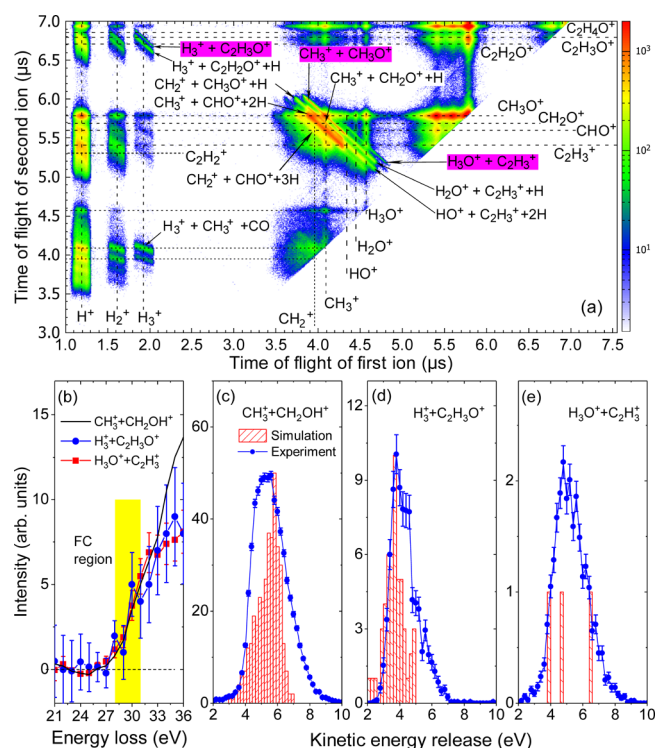 Time of flight of second ion (μs)
7.0
6.5
6.0
5.5
5.0
4.5
4.0
3.5
3.0
H₃⁺ + C₂H₃O⁺
H₃⁺ + C₂H₂O⁺+H
CH₂⁺ + CH₃O⁺+H
CH₃⁺ + CHO⁺+2H
CH₃⁺ + CH₃O⁺
CH₃⁺ + CH₂O⁺+H
C₂H₄O⁺
C₂H₃O⁺
C₂H₂O⁺
CH₃O⁺
CH₂O⁺
CHO⁺
C₂H₃⁺
C₂H₂⁺
CH₂⁺ + CHO⁺+3H
H₃O⁺ + C₂H₃⁺
H₂O⁺ + C₂H₃⁺+H
HO⁺ + C₂H₃⁺+2H
H₃⁺ + CH₃⁺ +CO
H₃O⁺
H₂O⁺
HO⁺
CH₃⁺
CH₂⁺
H⁺
H₂⁺
H₃⁺
(a)
10³
10²
10¹
1.0 1.5 2.0 2.5 3.0 3.5 4.0 4.5 5.0 5.5 6.0 6.5 7.0 7.5
Time of flight of first ion (μs)
Intensity (arb. units)
(b)
15
10
5
0
CH₃⁺+CH₂OH⁺
H₃⁺+C₂H₃O⁺
H₃O⁺+C₂H₃⁺
FC
region
21 24 27 30 33 36
Energy loss (eV)
(c)
CH₃⁺+CH₂OH⁺
Simulation
Experiment
60
40
20
0
2 4 6 8 10
(d)
H₃⁺+C₂H₃O⁺
12
9
6
3
0
2 4 6 8 10
(e)
H₃O⁺+C₂H₃⁺
2
1
0
2 4 6 8 10
Kinetic energy release (eV)